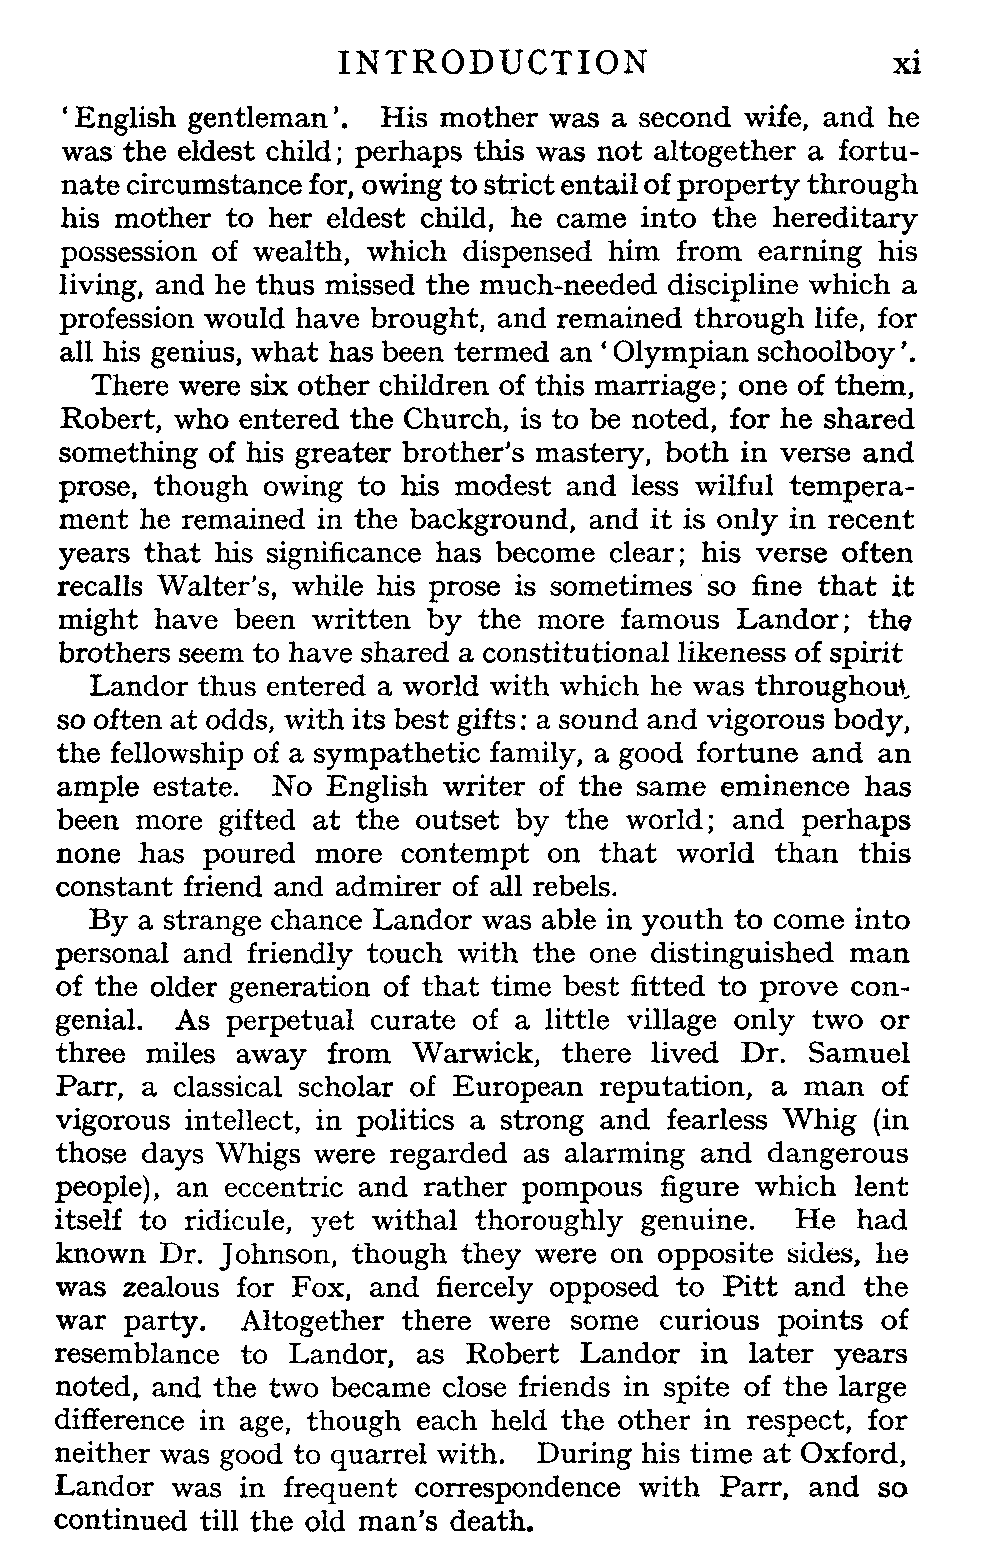 INTRODUCTION xi
'English gentleman'. His mother was a second wife, and he
was the eldest child; perhaps this was not altogether a fortu-
nate circumstance for, owing to strict entail of property through
his mother to her eldest child, he came into the hereditary
possession of wealth, which dispensed him from earning his
living, and he thus missed the much-needed discipline which a
profession would have brought, and remained through life, for
all his genius, what has been termed an 'Olympian schoolboy'.
There were six other children of this marriage; one of them,
Robert, who entered the Church, is to be noted, for he shared
something of his greater brother's mastery, both in verse and
prose, though owing to his modest and less wilful tempera-
ment he remained in the background, and it is only in recent
years that his significance has become clear; his verse often
recalls Walter's, while his prose is sometimes so fine that it
might have been written by the more famous Landor; the
brothers seem to have shared a constitutional likeness of spirit
Landor thus entered a world with which he was throughout
so often at odds, with its best gifts: a sound and vigorous body,
the fellowship of a sympathetic family, a good fortune and an
ample estate. No English writer of the same eminence has
been more gifted at the outset by the world; and perhaps
none has poured more contempt on that world than this
constant friend and admirer of all rebels.
By a strange chance Landor was able in youth to come into
personal and friendly touch with the one distinguished man
of the older generation of that time best fitted to prove con-
genial. As perpetual curate of a little village only two or
three miles away from Warwick, there lived Dr. Samuel
Parr, a classical scholar of European reputation, a man of
vigorous intellect, in politics a strong and fearless Whig (in
those days Whigs were regarded as alarming and dangerous
people), an eccentric and rather pompous figure which lent
itself to ridicule, yet withal thoroughly genuine. He had
known Dr. Johnson, though they were on opposite sides, he
was zealous for Fox, and fiercely opposed to Pitt and the
war party. Altogether there were some curious points of
resemblance to Landor, as Robert Landor in later years
noted, and the two became close friends in spite of the large
difference in age, though each held the other in respect, for
neither was good to quarrel with. During his time at Oxford,
Landor was in frequent correspondence with Parr, and so
continued till the old man's death.